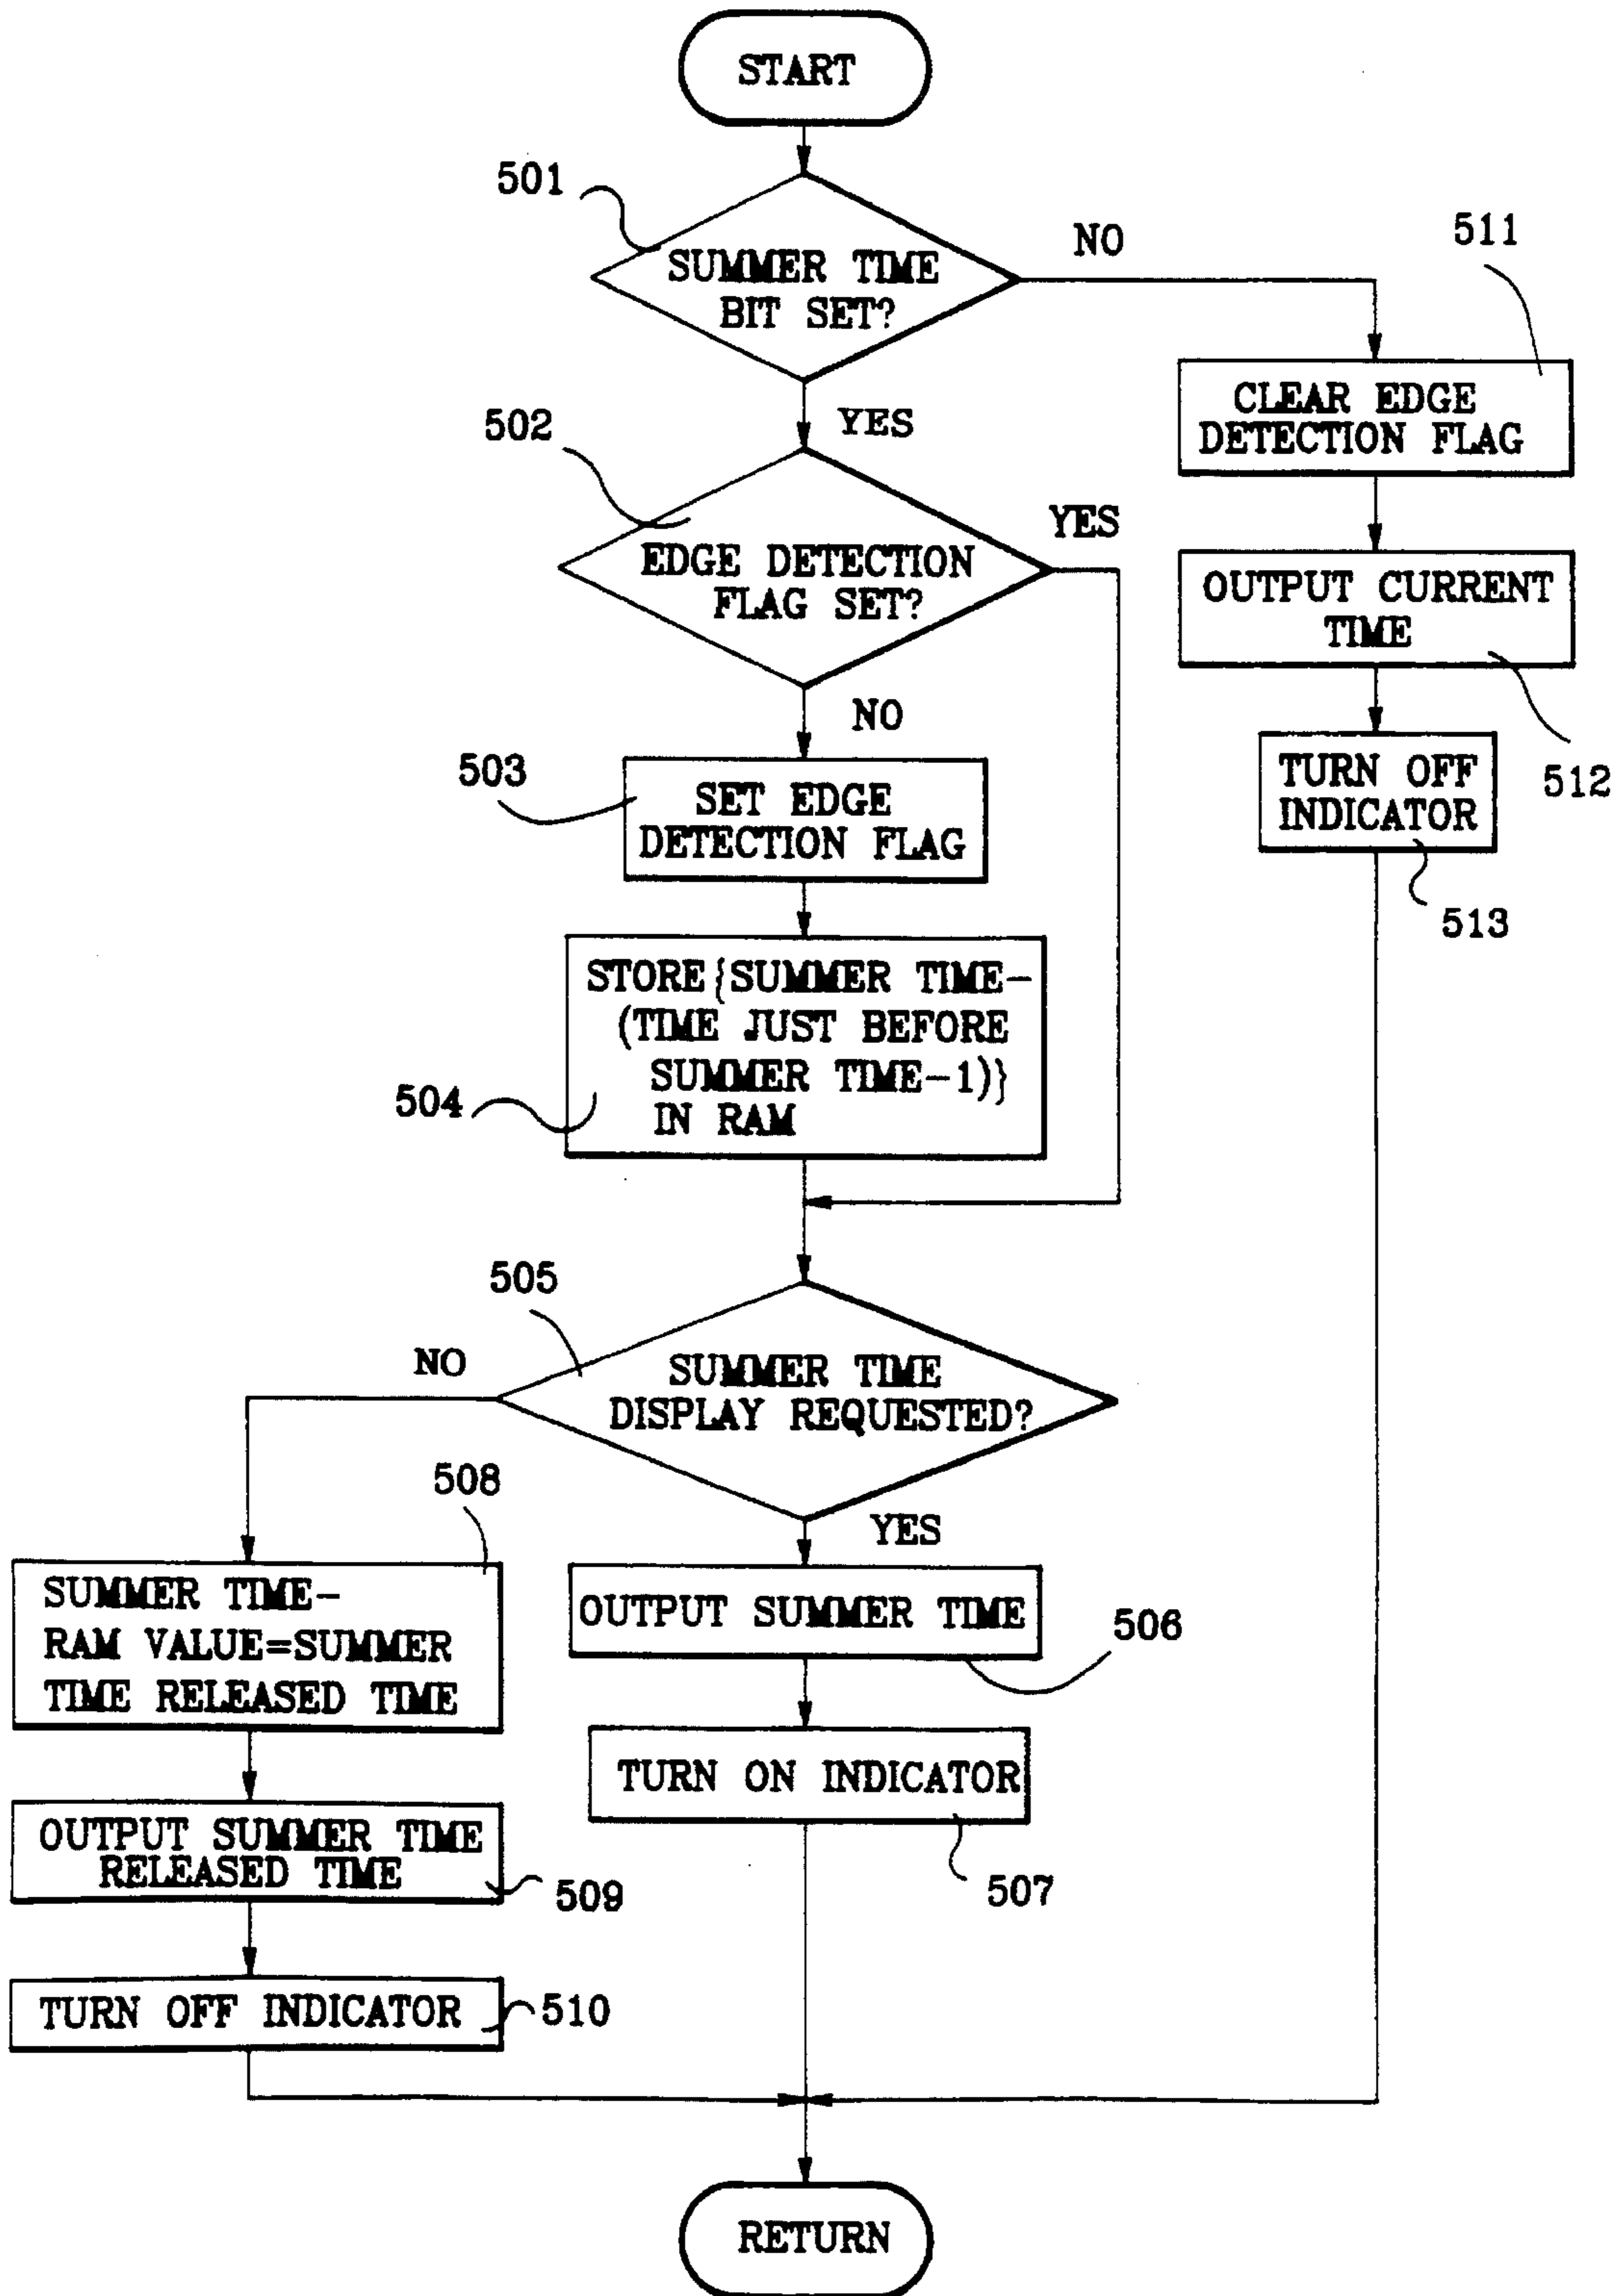 START
501
SUMMER TIME
BIT SET?
NO
511
YES
CLEAR EDGE
DETECTION FLAG
502
EDGE DETECTION
FLAG SET?
YES
OUTPUT CURRENT
TIME
512
NO
503
SET EDGE
DETECTION FLAG
TURN OFF
INDICATOR
513
504
STORE{SUMMER TIME-
(TIME JUST BEFORE
SUMMER TIME-1)}
IN RAM
505
SUMMER TIME
DISPLAY REQUESTED?
NO
YES
508
SUMMER TIME-
RAM VALUE=SUMMER
TIME RELEASED TIME
OUTPUT SUMMER TIME
506
TURN ON INDICATOR
507
OUTPUT SUMMER TIME
RELEASED TIME
509
TURN OFF INDICATOR
510
RETURN